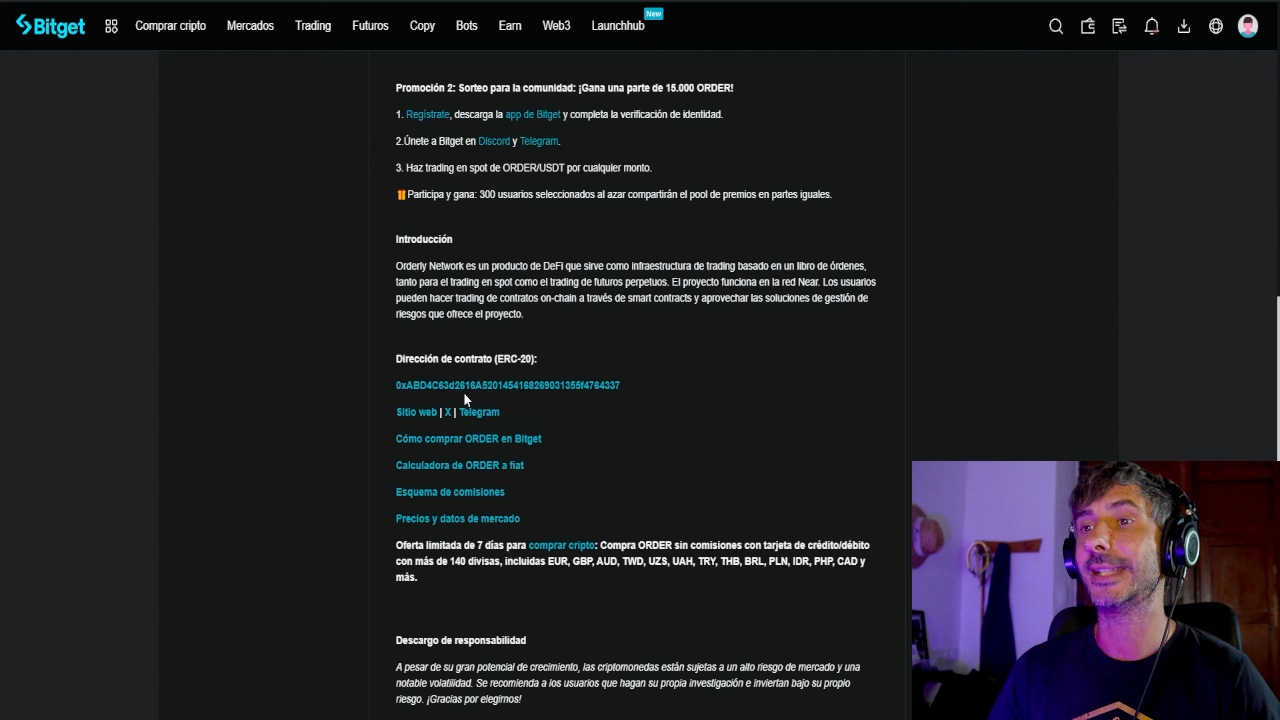 Bitget
Comprar cripto
Mercados
Trading
Futuros
Copy
Bots
Earn
Web3
Launchhub
New
Promoción 2: Sorteo para la comunidad: ¡Gana una parte de 15.000 ORDER!
1. Regístrate, descarga la app de Bitget y completa la verificación de identidad.
2.Únete a Bitget en Discord y Telegram.
3. Haz trading en spot de ORDER/USDT por cualquier monto.
Participa y gana: 300 usuarios seleccionados al azar compartirán el pool de premios en partes iguales.
Introducción
Orderly Network es un producto de DeFi que sirve como infraestructura de trading basado en un libro de órdenes,
tanto para el trading en spot como el trading de futuros perpetuos. El proyecto funciona en la red Near. Los usuarios
pueden hacer trading de contratos on-chain a través de smart contracts y aprovechar las soluciones de gestión de
riesgos que ofrece el proyecto.
Dirección de contrato (ERC-20):
0xABD4C63d2616A5201454168269031355f4764337
Sitio web | X | Telegram
Cómo comprar ORDER en Bitget
Calculadora de ORDER a fiat
Esquema de comisiones
Precios y datos de mercado
Oferta limitada de 7 días para comprar cripto: Compra ORDER sin comisiones con tarjeta de crédito/débito
con más de 140 divisas, incluidas EUR, GBP, AUD, TWD, UZS, UAH, TRY, THB, BRL, PLN, IDR, PHP, CAD y
más.
Descargo de responsabilidad
A pesar de su gran potencial de crecimiento, las criptomonedas están sujetas a un alto riesgo de mercado y una
notable volatilidad. Se recomienda a los usuarios que hagan su propia investigación e inviertan bajo su propio
riesgo. ¡Gracias por elegirnos!